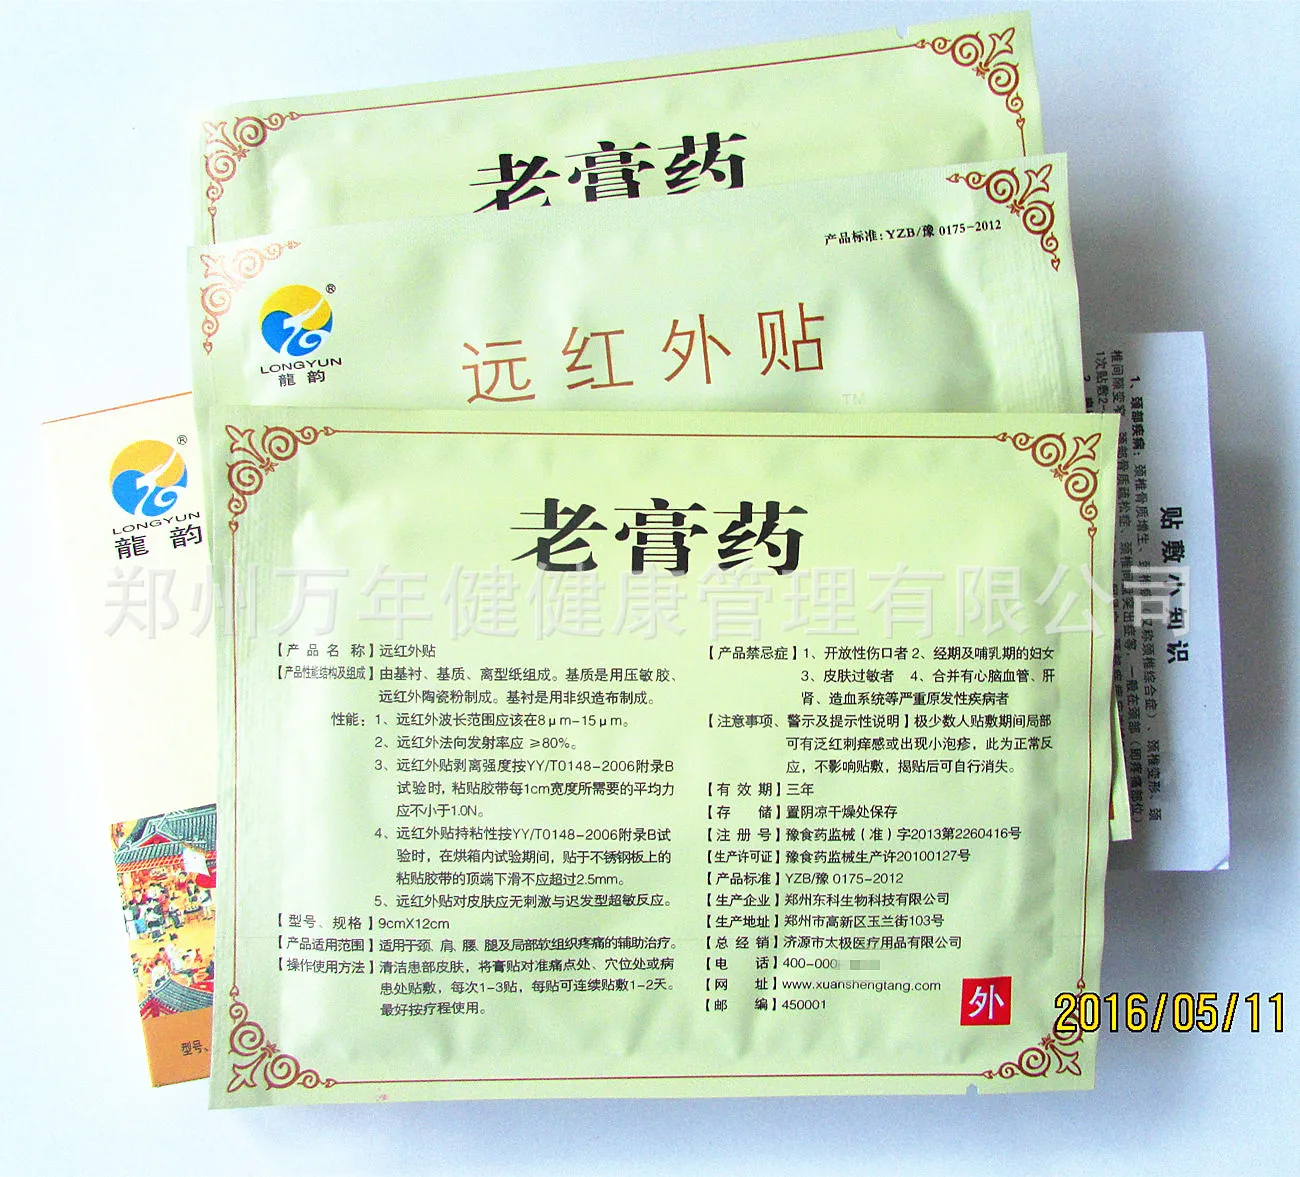 老膏药
产品标准:YZB/豫 0175-2012
®
LONGYUN
龍韵
远红外贴
®
LONGYUN
龍韵
老膏药
郑州万年健健康管理有限公司
【产品名称】远红外贴
【产品性能结构及组成】由基衬、基质、离型纸组成。基质是用压敏胶、
远红外陶瓷粉制成。基衬是用非织造布制成。
性能:1、远红外波长范围应该在8μm-15μm。
2、远红外法向发射率应 ≥80%。
3、远红外贴剥离强度按YY/T0148-2006附录B
试验时,粘贴胶带每1cm宽度所需要的平均力
应不小于1.0N。
4、远红外贴持粘性按YY/T0148-2006附录B试
验时,在烘箱内试验期间,贴于不锈钢板上的
粘贴胶带的顶端下滑不应超过2.5mm。
5、远红外贴对皮肤应无刺激与迟发型超敏反应。
【型号、规格】9cmX12cm
【产品适用范围】适用于颈、肩、腰、腿及局部软组织疼痛的辅助治疗。
【操作使用方法】清洁患部皮肤,将膏贴对准痛点处、穴位处或病
患处贴敷,每次1-3贴,每贴可连续贴敷1-2天。
最好按疗程使用。
【产品禁忌症】1、开放性伤口者 2、经期及哺乳期的妇女
3、皮肤过敏者 4、合并有心脑血管、肝
肾、造血系统等严重原发性疾病者
【注意事项、警示及提示性说明】极少数人贴敷期间局部
可有泛红刺痒感或出现小泡疹,此为正常反
应,不影响贴敷,揭贴后可自行消失。
【有效期】三年
【存储】置阴凉干燥处保存
【注册号】豫食药监械(准)字2013第2260416号
【生产许可证】豫食药监械生产许20100127号
【产品标准】YZB/豫 0175-2012
【生产企业】郑州东科生物科技有限公司
【生产地址】郑州市高新区玉兰街103号
【总经销】济源市太极医疗用品有限公司
【电话】400-000
【网址】www.xuanshengtang.com
【邮编】450001
外
型号、
贴敷小知识
1、颈部疾病:颈椎骨质增生、
1次贴敷2-
2016/05/11